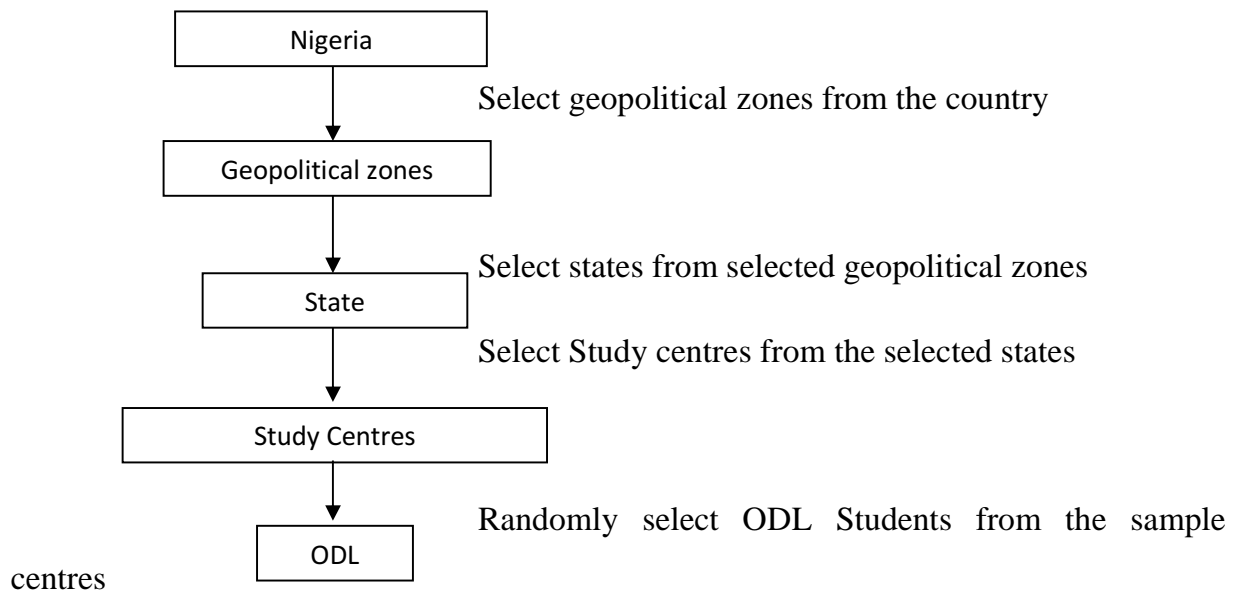 Nigeria
Select geopolitical zones from the country
Geopolitical zones
Select states from selected geopolitical zones
State
Select Study centres from the selected states
Study Centres
Randomly select ODL Students from the sample
ODL
centres